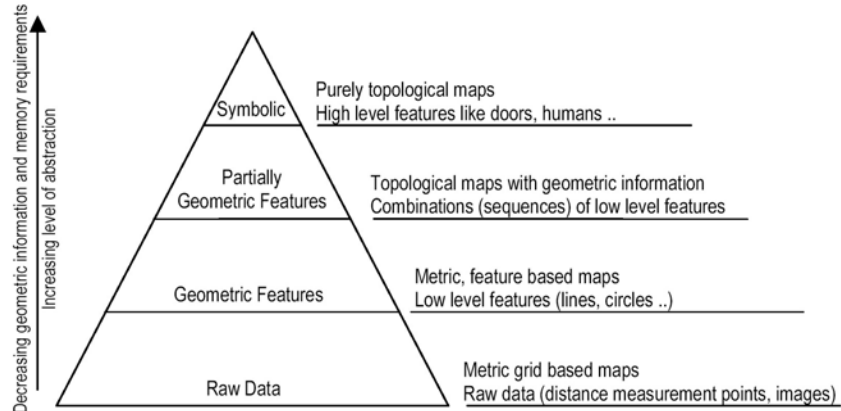 Decreasing geometric information and memory requirements
Increasing level of abstraction
Symbolic
Purely topological maps
High level features like doors, humans ..
Partially
Geometric Features
Topological maps with geometric information
Combinations (sequences) of low level features
Geometric Features
Metric, feature based maps
Low level features (lines, circles ..)
Raw Data
Metric grid based maps
Raw data (distance measurement points, images)